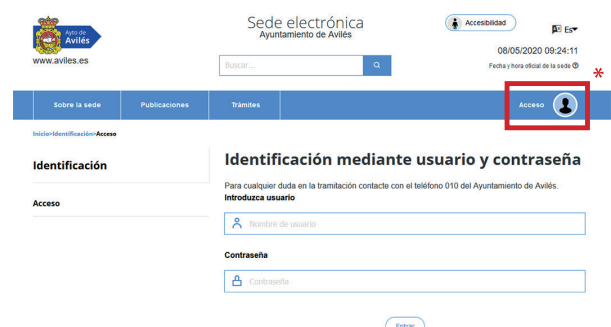 Ayto de
Avilés
www.aviles.es
Sede electrónica
Ayuntamiento de Avilés
Accesibilidad
Es
08/05/2020 09:24:11
Fecha y hora oficial de la sede
Buscar...
*
Sobre la sede
Publicaciones
Trámites
Acceso
Inicio>Identificación>Acceso
Identificación
Acceso
Identificación mediante usuario y contraseña
Para cualquier duda en la tramitación contacte con el teléfono 010 del Ayuntamiento de Avilés.
Introduzca usuario
Nombre de usuario
Contraseña
Contraseña
Entrar